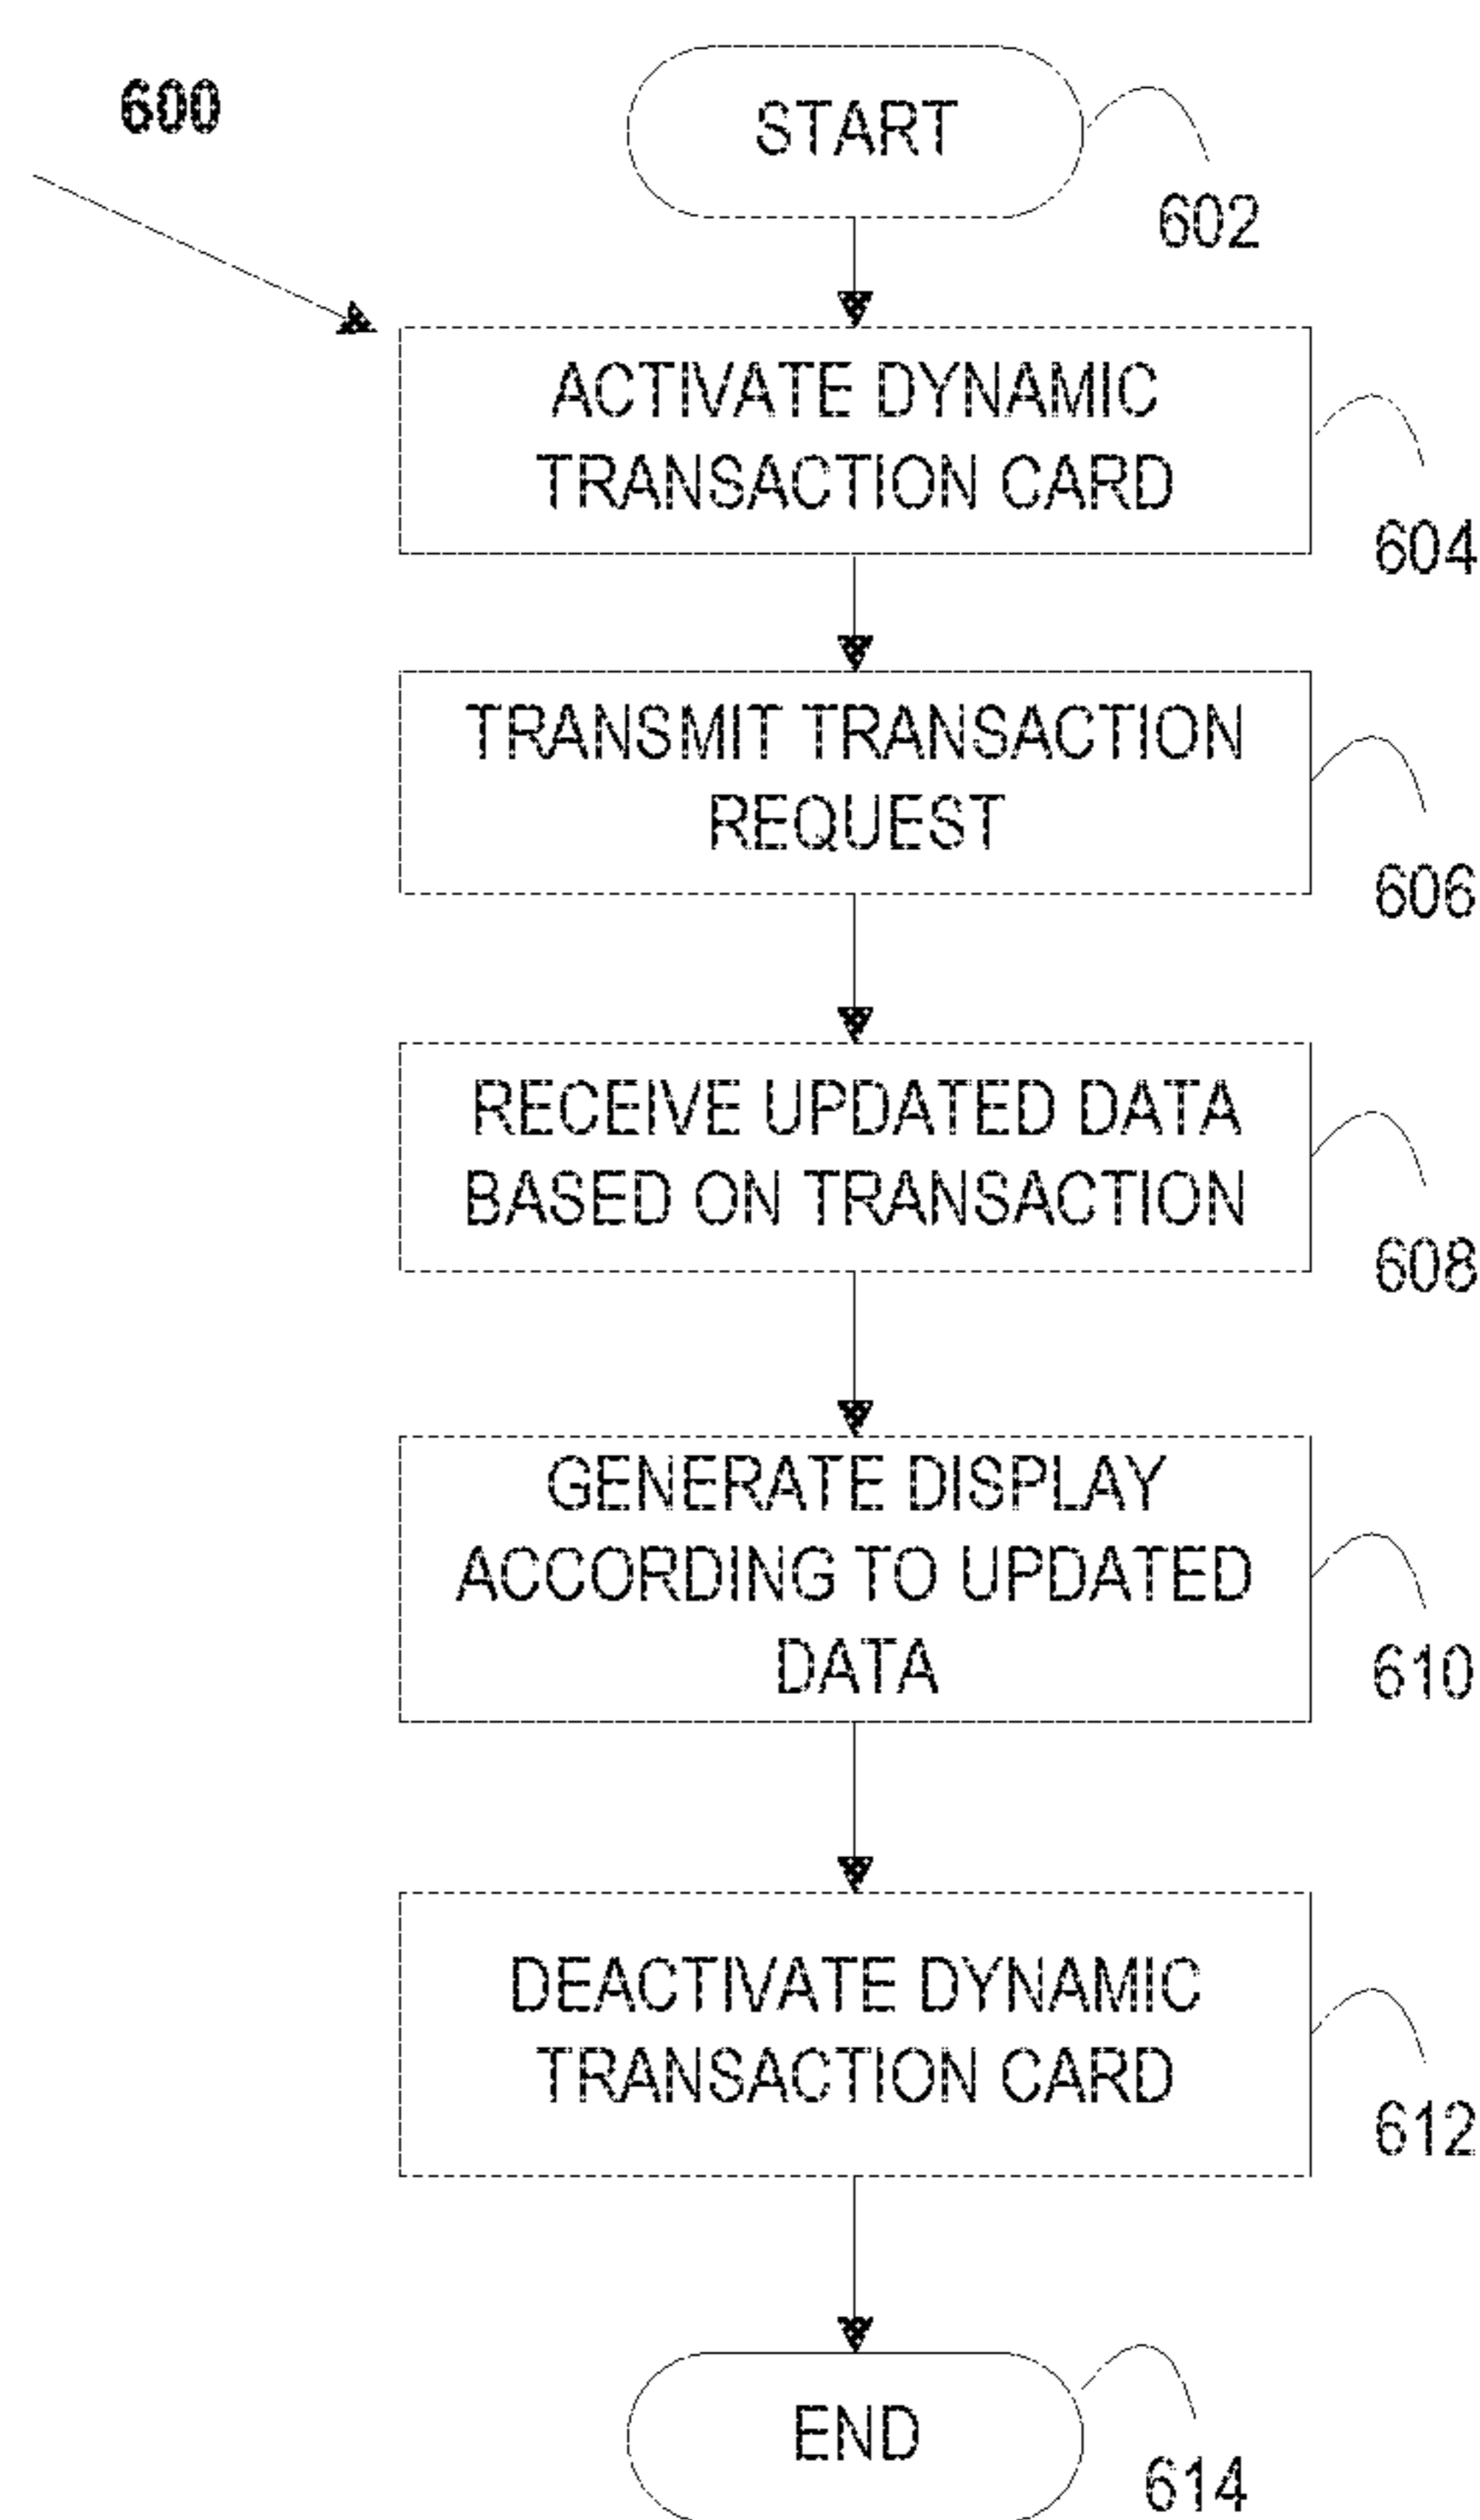 600
START
602
ACTIVATE DYNAMIC
TRANSACTION CARD
604
TRANSMIT TRANSACTION
REQUEST
606
RECEIVE UPDATED DATA
BASED ON TRANSACTION
608
GENERATE DISPLAY
ACCORDING TO UPDATED
DATA
610
DEACTIVATE DYNAMIC
TRANSACTION CARD
612
END
614